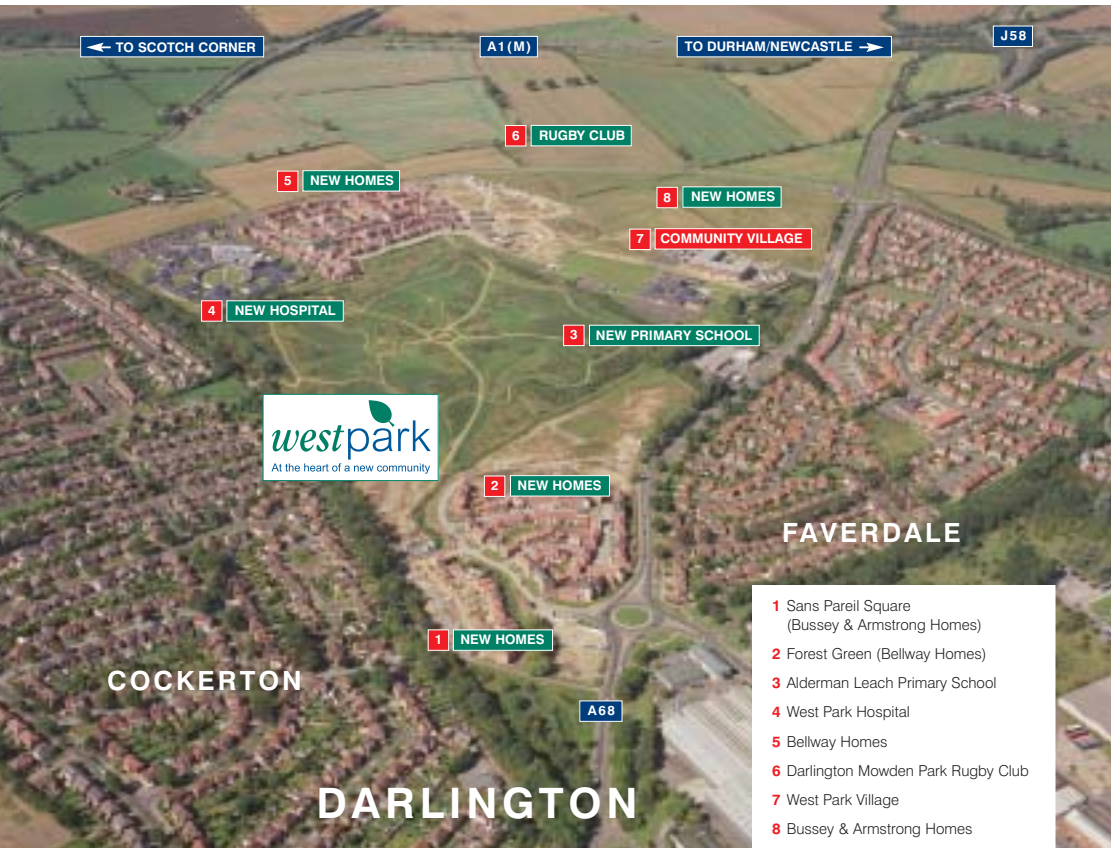 ← TO SCOTCH CORNER
A1(M)
TO DURHAM/NEWCASTLE →
J58
6 RUGBY CLUB
5 NEW HOMES
8 NEW HOMES
7 COMMUNITY VILLAGE
4 NEW HOSPITAL
3 NEW PRIMARY SCHOOL
westpark
At the heart of a new community
2 NEW HOMES
FAVERDALE
1 NEW HOMES
COCKERTON
A68
DARLINGTON
1 Sans Pareil Square
(Bussey & Armstrong Homes)
2 Forest Green (Bellway Homes)
3 Alderman Leach Primary School
4 West Park Hospital
5 Bellway Homes
6 Darlington Mowden Park Rugby Club
7 West Park Village
8 Bussey & Armstrong Homes